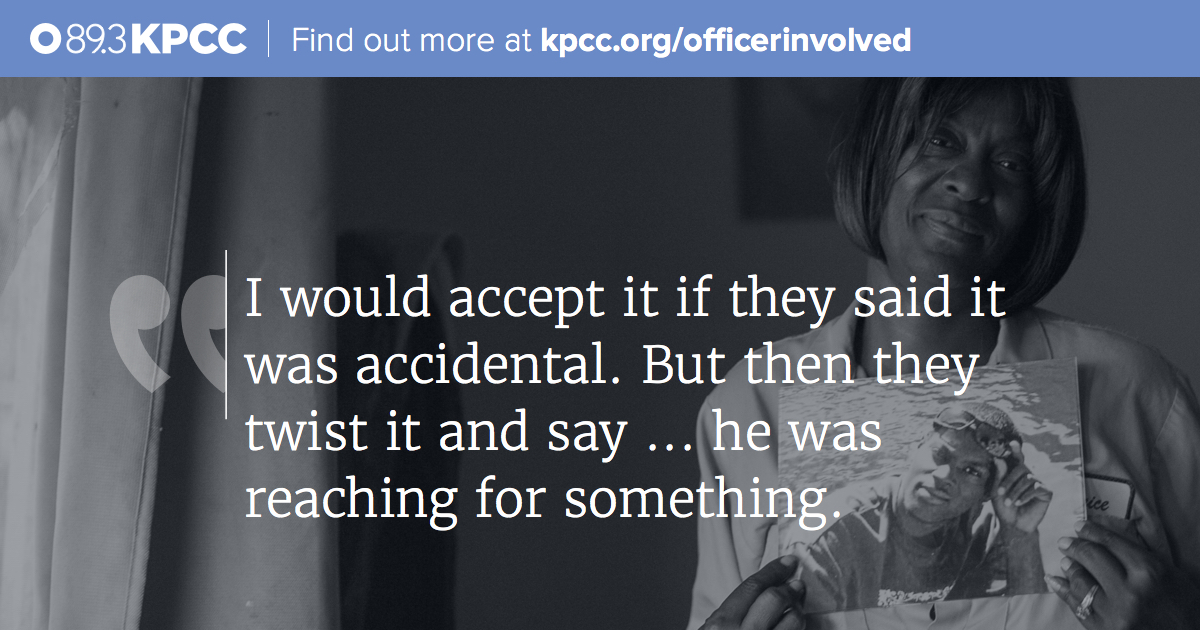 89.3 KPCC Find out more at kpcc.org/officerinvolved
“
I would accept it if they said it
was accidental. But then they
twist it and say ... he was
reaching for something.